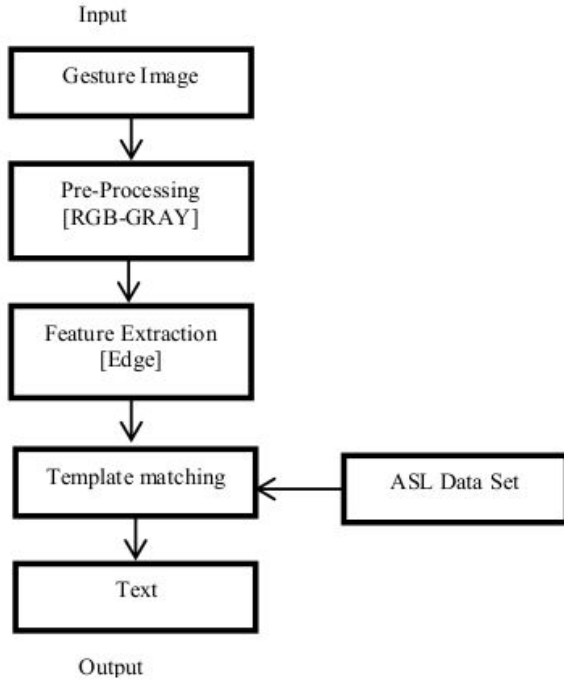 Input
Gesture Image
Pre-Processing
[RGB-GRAY]
Feature Extraction
[Edge]
Template matching
ASL Data Set
Text
Output